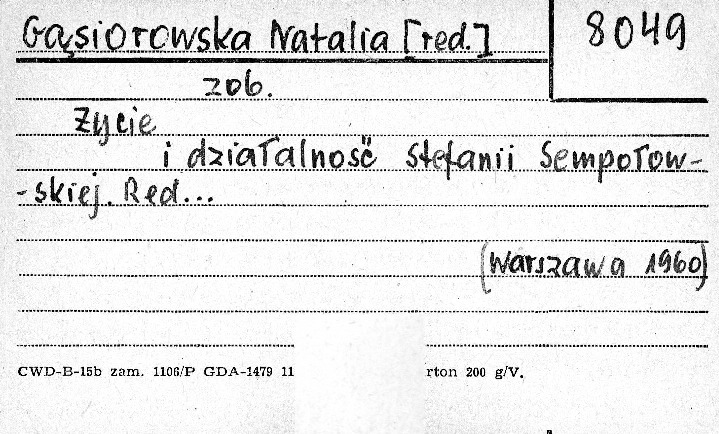 Gąsiorowska Natalia [red.] 8049
zob.
Życie
i działalność Stefanii Sempołow-
-skiej. Red...
(Warszawa 1960)
CWD-B-15b zam. 1106/P GDA-1479 11 rton 200 g/V.